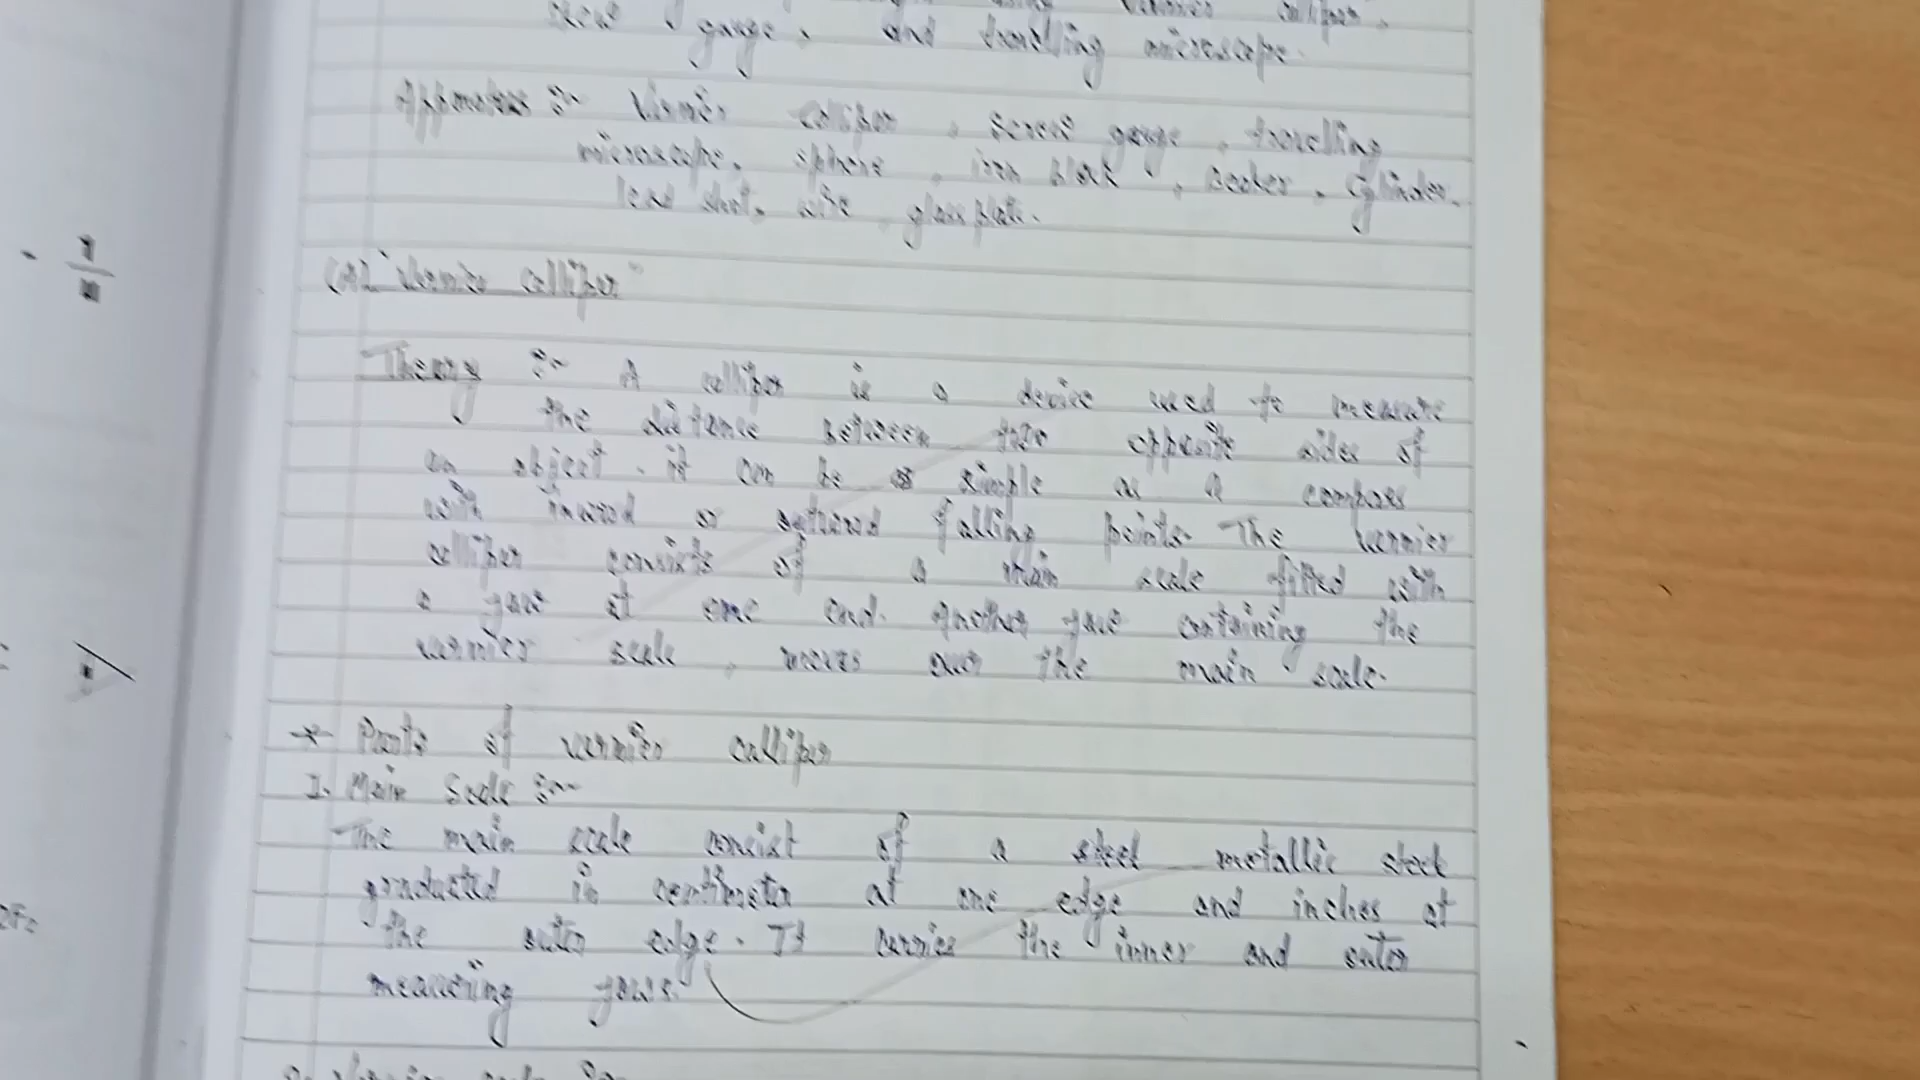 screw gauge, and travelling microscope.
Apparatus :- Vernier calliper, screw gauge, travelling
microscope, sphere, iron block, beaker, cylinder,
lead shot, wire, glass plate.
(A) "Vernier Calliper"
Theory :- A calliper is a device used to measure
the distance between two opposite sides of
an object. it can be as simple as a compass
with inward or outward falling points. The vernier
calliper consists of a main scale fitted with
a jaw at one end. Another jaw containing the
vernier scale, moves over the main scale.
* Parts of vernier calliper
1. Main Scale :-
The main scale consist of a steel metallic
graduated in centimeter at one edge and inches at
the outer edge. It carries the inner and outer
measuring jaws.